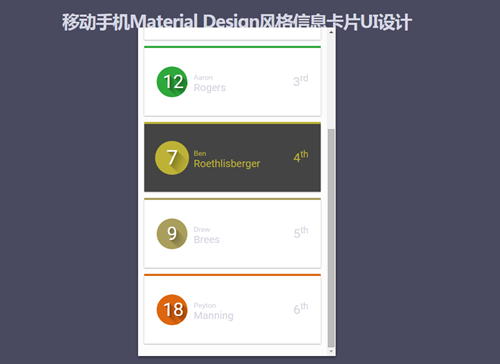 移动手机Material Design风格信息卡片UI设计
12 Aaron Rogers 3rd
7 Ben Roethlisberger 4th
9 Drew Brees 5th
18 Peyton Manning 6th